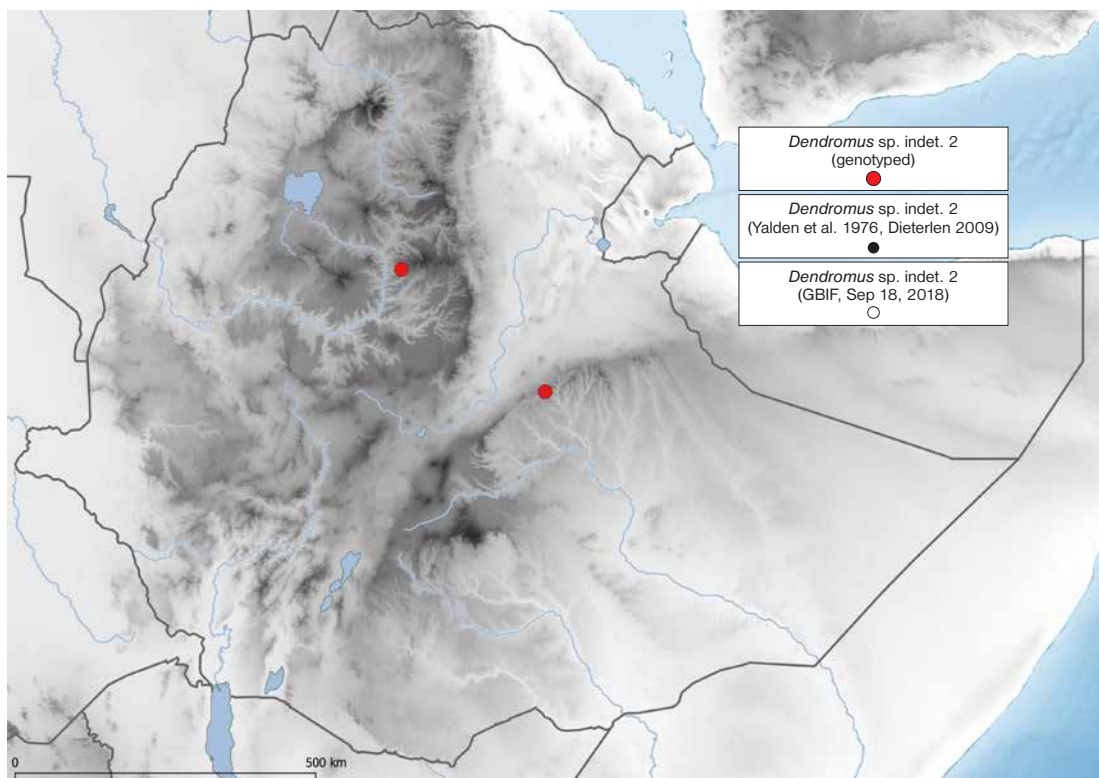 Dendromus sp. indet. 2
(genotyped)
Dendromus sp. indet. 2
(Yalden et al. 1976, Dieterlen 2009)
Dendromus sp. indet. 2
(GBIF, Sep 18, 2018)
0 500 km